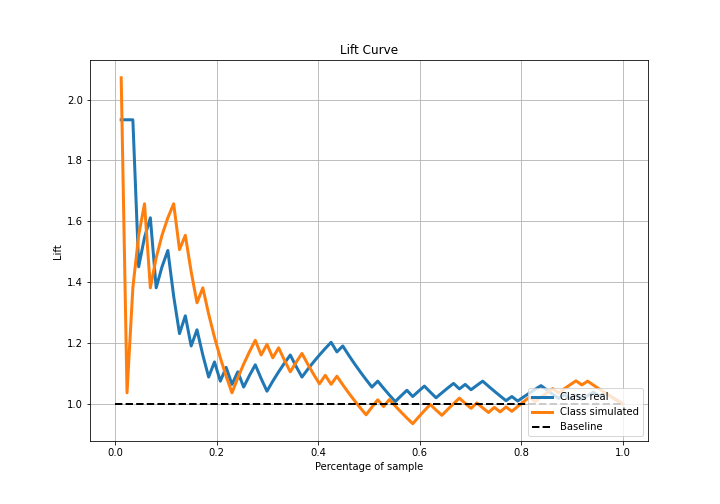 Lift Curve
2.0
1.8
1.6
1.4
1.2
1.0
Lift
0.0
0.2
0.4
0.6
0.8
1.0
Percentage of sample
Class real
Class simulated
Baseline